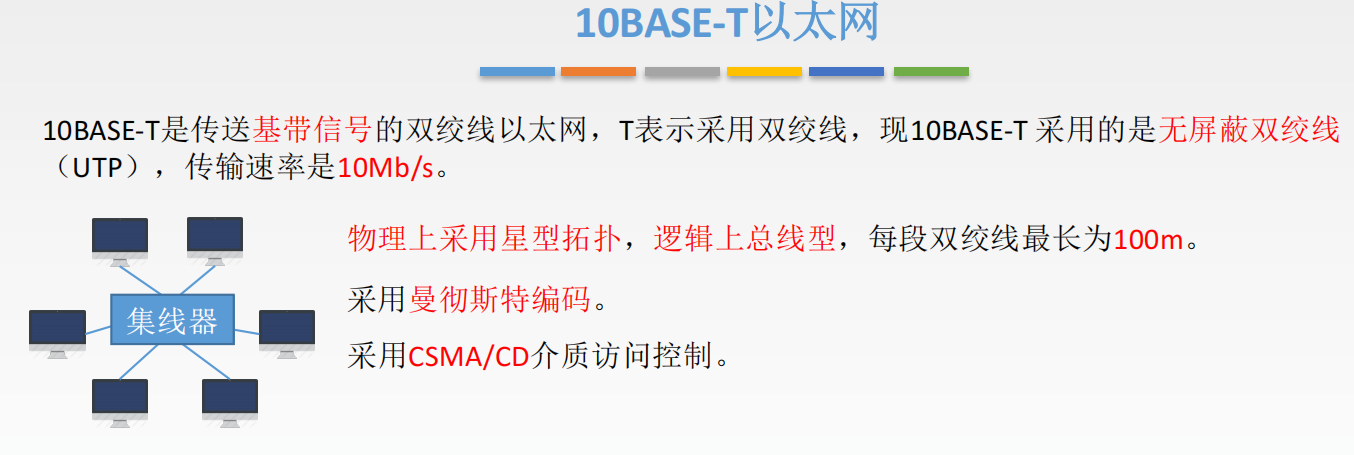 10BASE-T以太网
10BASE-T是传送基带信号的双绞线以太网，T表示采用双绞线，现10BASE-T 采用的是无屏蔽双绞线
（UTP），传输速率是10Mb/s。
物理上采用星型拓扑，逻辑上总线型，每段双绞线最长为100m。
集线器
采用曼彻斯特编码。
采用CSMA/CD介质访问控制。